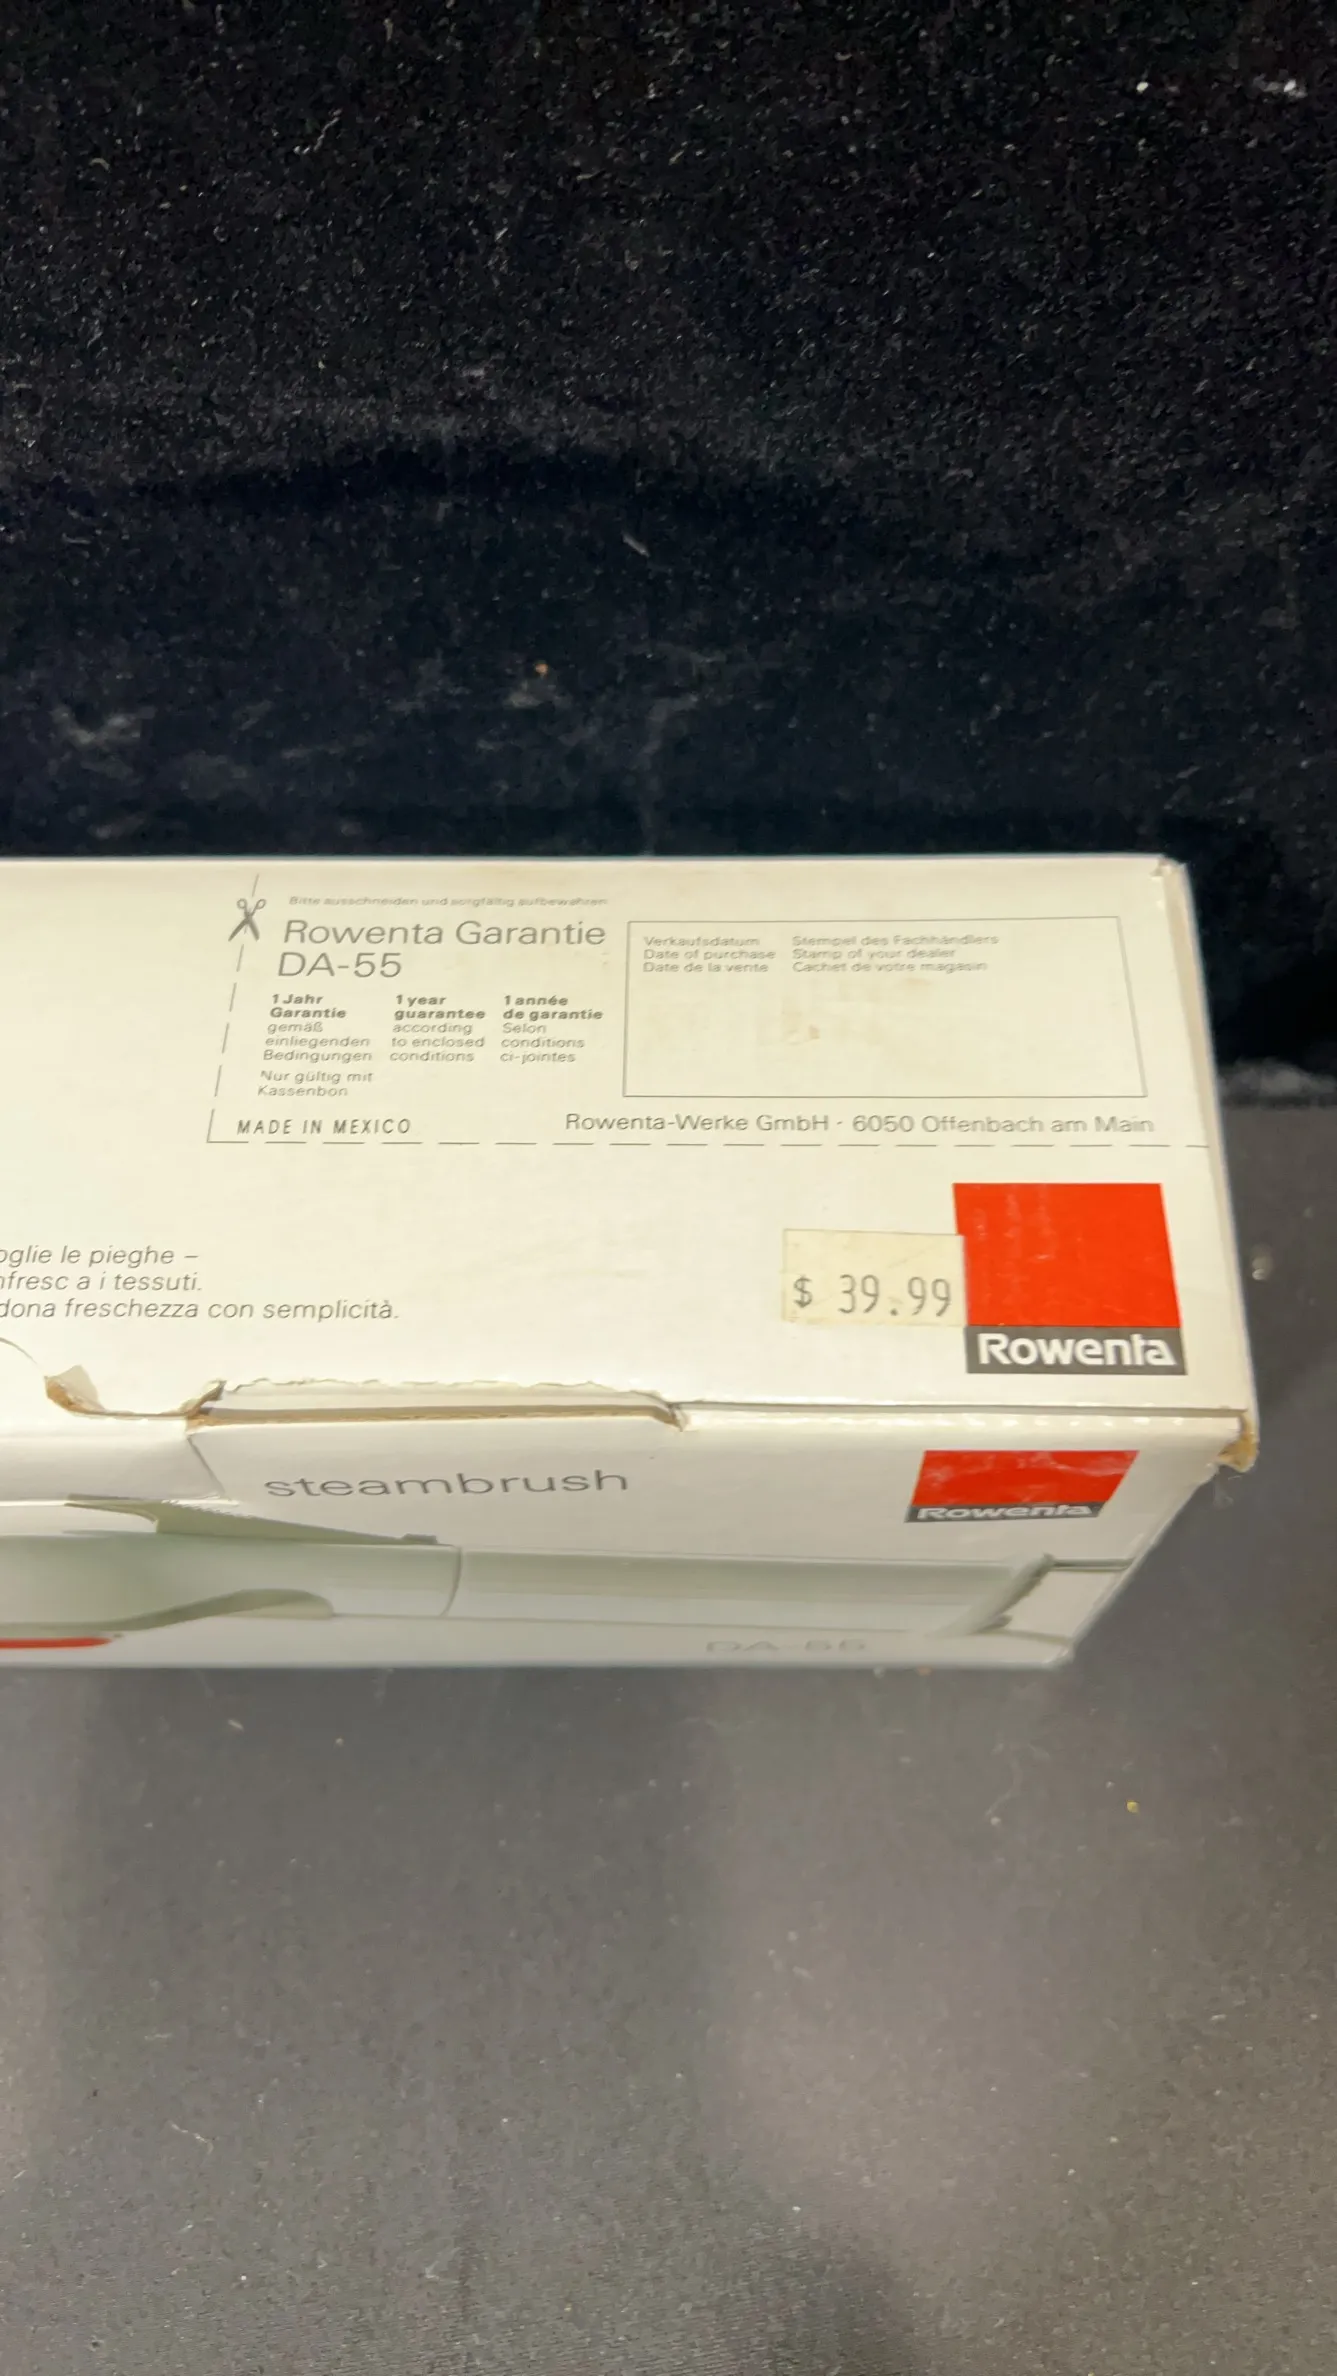 Bitte ausschneiden und sorgfältig aufbewahren
Rowenta Garantie
DA-55
1 Jahr
Garantie
gemäß
einliegenden
Bedingungen
Nur gültig mit
Kassenbon
1 year
guarantee
according
to enclosed
conditions
1 année
de garantie
Selon
conditions
ci-jointes
Verkaufsdatum
Date of purchase
Date de la vente
Stempel des Fachhändlers
Stamp of your dealer
Cachet de votre magasin
MADE IN MEXICO
Rowenta-Werke GmbH · 6050 Offenbach am Main
oglie le pieghe –
nfresc a i tessuti.
dona freschezza con semplicità.
$ 39.99
Rowenta
steambrush
Rowenta
DA-55